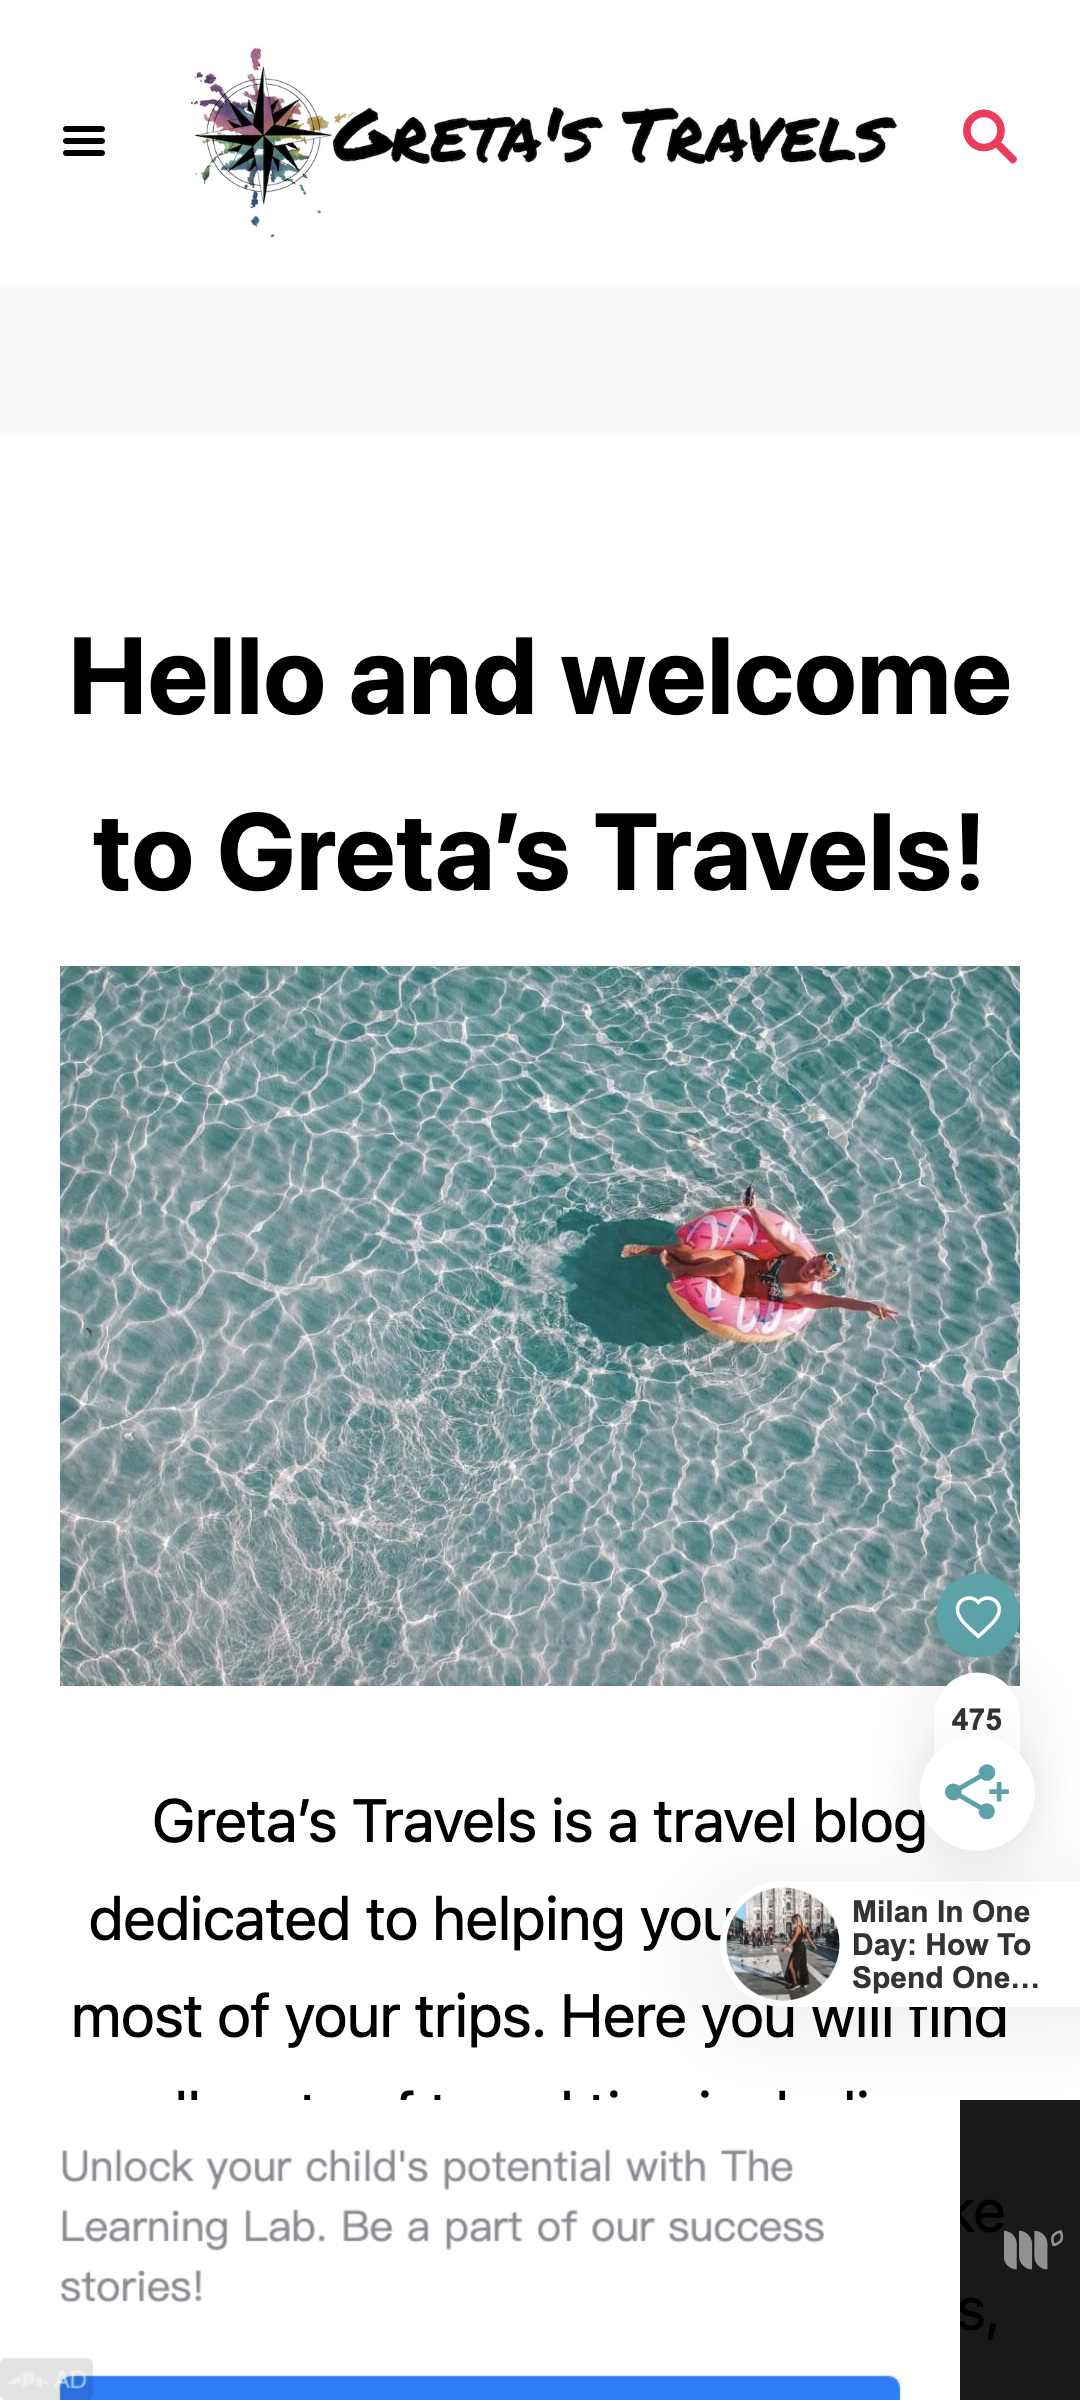 GRETA'S TRAVELS
Hello and welcome
to Greta’s Travels!
475
Greta’s Travels is a travel blog
dedicated to helping you
Milan In One
Day: How To
Spend One...
most of your trips. Here you will find
Unlock your child's potential with The
Learning Lab. Be a part of our success
stories!
ke
s,
AD